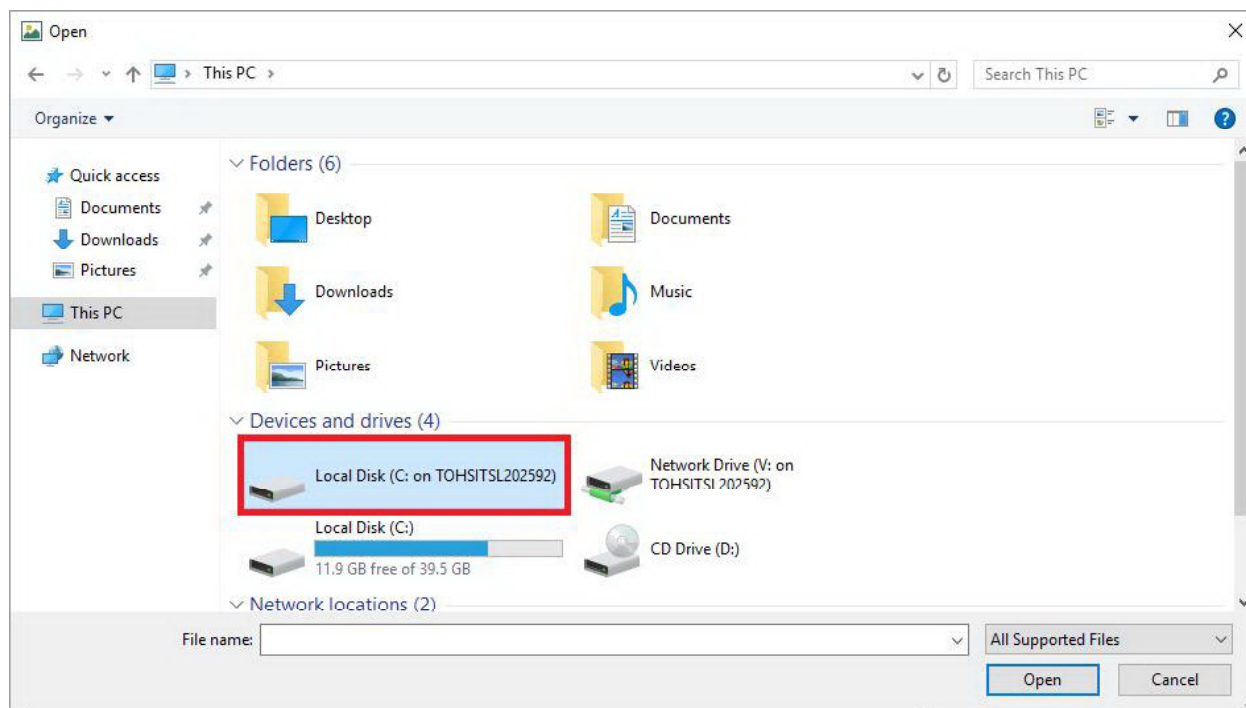 Open
This PC
Search This PC
Organize
Quick access
Documents
Downloads
Pictures
This PC
Network
Folders (6)
Desktop
Documents
Downloads
Music
Pictures
Videos
Devices and drives (4)
Local Disk (C: on TOHSITSL202592)
Network Drive (V: on
TOHSITSL202592)
Local Disk (C:)
11.9 GB free of 39.5 GB
CD Drive (D:)
Network locations (2)
File name:
All Supported Files
Open
Cancel